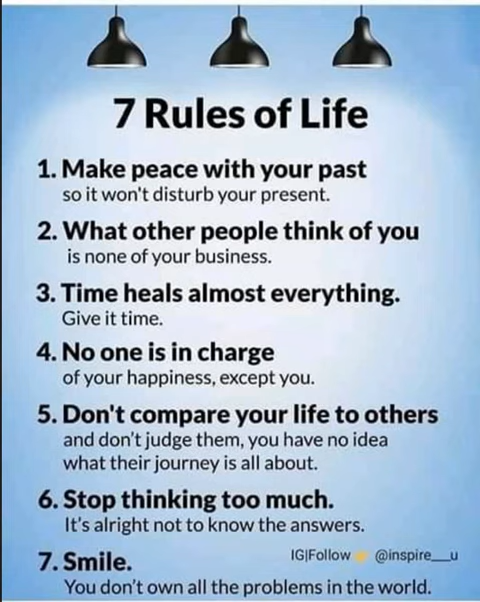 7 Rules of Life
1. Make peace with your past
so it won't disturb your present.
2. What other people think of you
is none of your business.
3. Time heals almost everything.
Give it time.
4. No one is in charge
of your happiness, except you.
5. Don't compare your life to others
and don't judge them, you have no idea
what their journey is all about.
6. Stop thinking too much.
It's alright not to know the answers.
IG|Follow @inspire__u
7. Smile.
You don't own all the problems in the world.